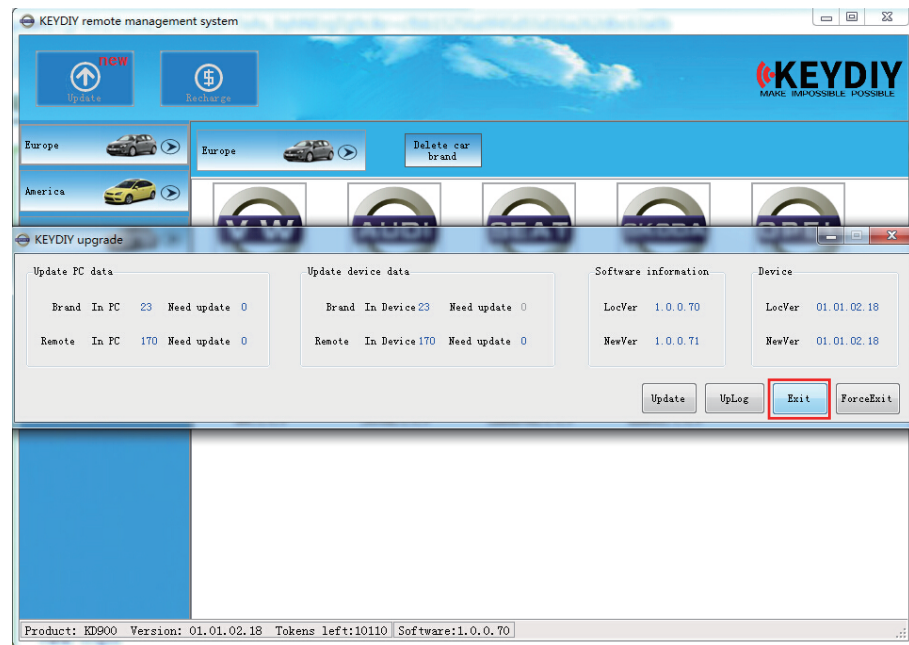 KEYDIY remote management system
new
Update
Recharge
KEYDIY
MAKE IMPOSSIBLE POSSIBLE
Europe
Europe
Delete car
brand
America
V W
AUDI
SEAT
SKODA
OPEL
KEYDIY upgrade
Update PC data
Update device data
Software information
Device
Brand In PC 23 Need update 0
Brand In Device 23 Need update 0
LocVer 1.0.0.70
LocVer 01.01.02.18
Remote In PC 170 Need update 0
Remote In Device 170 Need update 0
NewVer 1.0.0.71
NewVer 01.01.02.18
Update
UpLog
Exit
ForceExit
Product: KD900 Version: 01.01.02.18 Tokens left:10110 Software:1.0.0.70